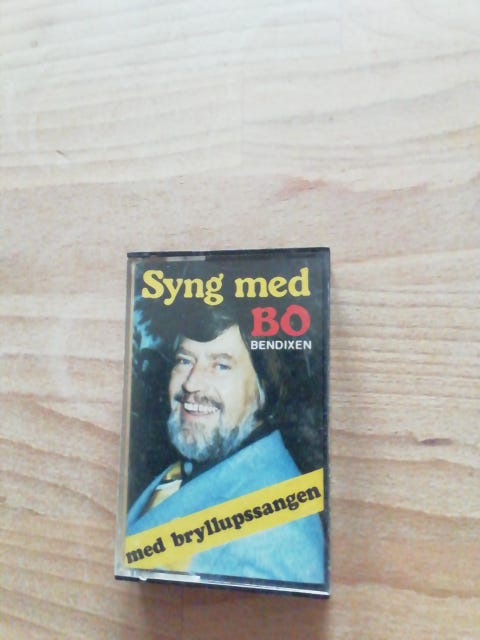 Syng med
BO
BENDIXEN
med bryllupssangen